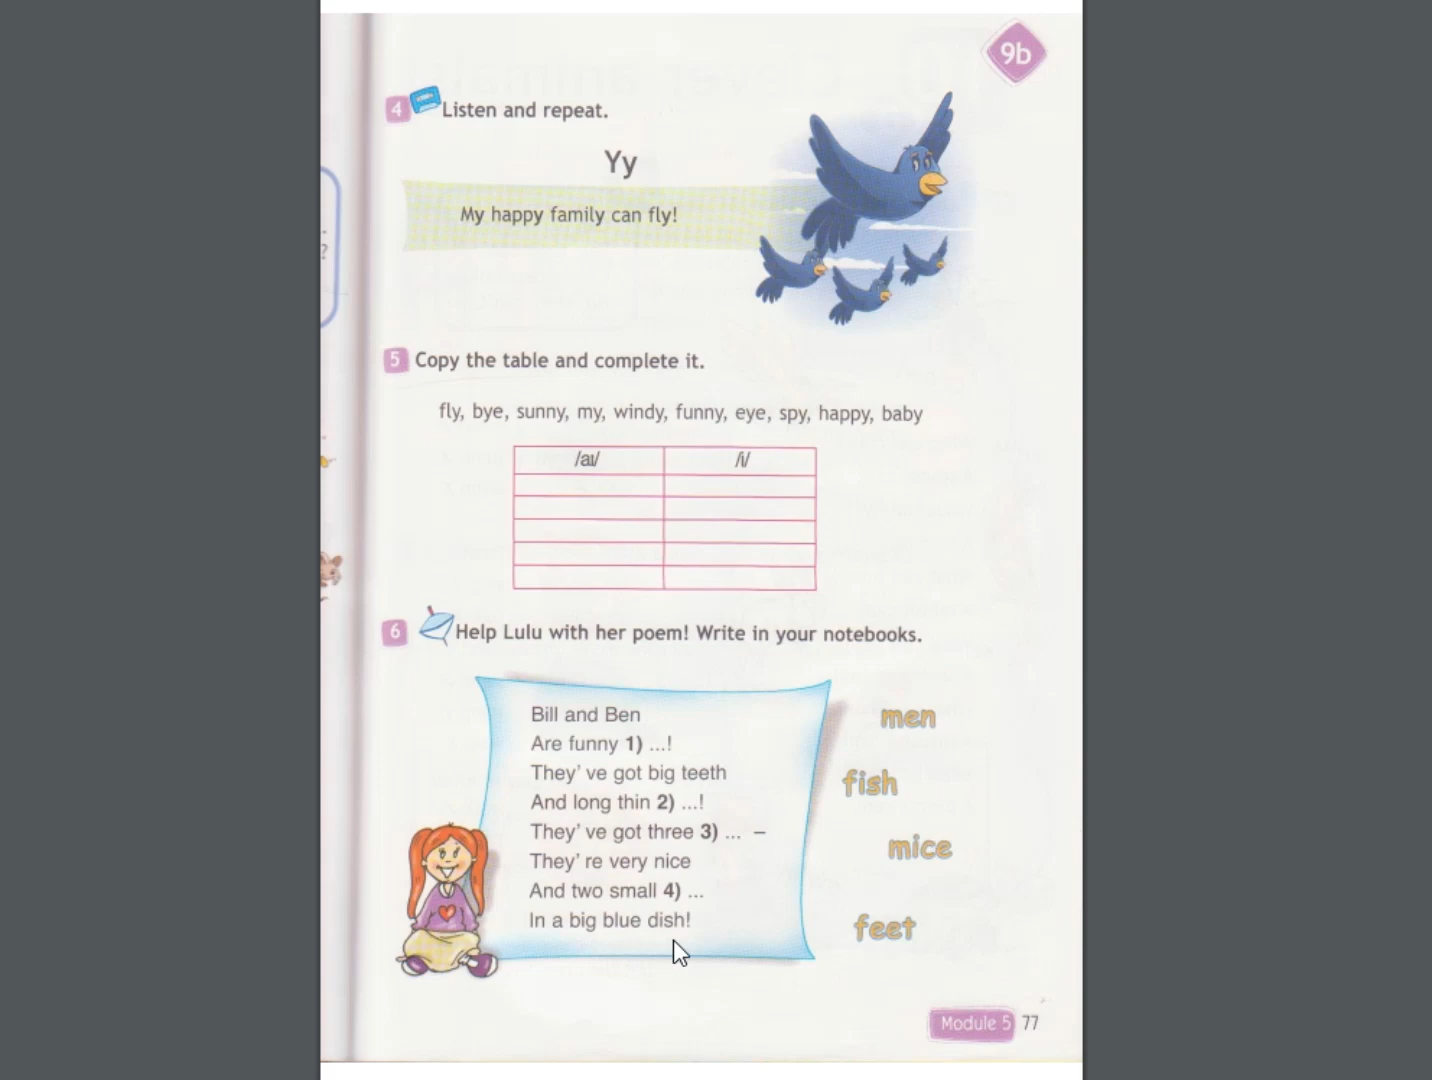 9b
4 Listen and repeat.
Yy
My happy family can fly!
?
5 Copy the table and complete it.
fly, bye, sunny, my, windy, funny, eye, spy, happy, baby
/aɪ/ /i/
6 Help Lulu with her poem! Write in your notebooks.
Bill and Ben
Are funny 1) ...!
They' ve got big teeth
And long thin 2) ...!
They' ve got three 3) ... –
They' re very nice
And two small 4) ...
In a big blue dish!
men
fish
mice
feet
Module 5 77